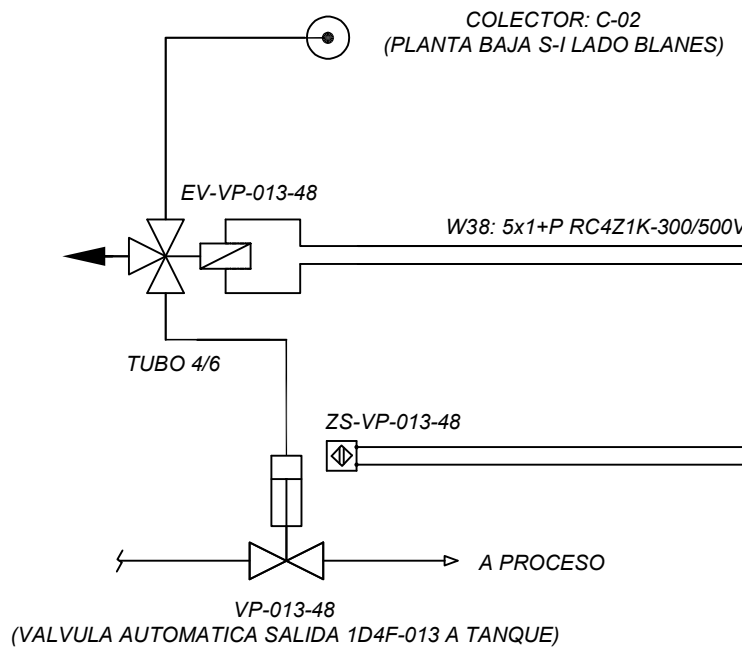 COLECTOR: C-02
(PLANTA BAJA S-I LADO BLANES)
EV-VP-013-48
W38: 5x1+P RC4Z1K-300/500V
TUBO 4/6
ZS-VP-013-48
A PROCESO
VP-013-48
(VALVULA AUTOMATICA SALIDA 1D4F-013 A TANQUE)